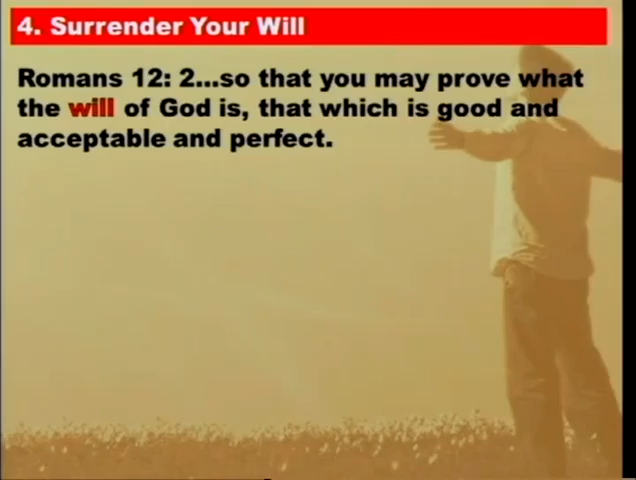 4. Surrender Your Will
Romans 12: 2...so that you may prove what
the will of God is, that which is good and
acceptable and perfect.